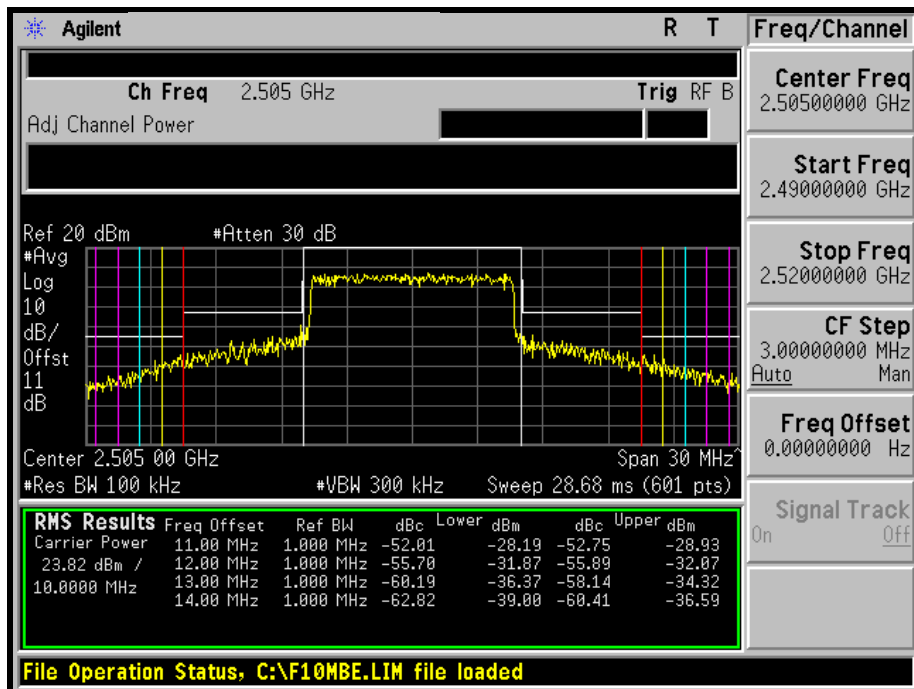 Agilent R T Freq/Channel
Ch Freq 2.505 GHz Trig RF B
Adj Channel Power
Center Freq
2.50500000 GHz
Start Freq
2.49000000 GHz
Stop Freq
2.52000000 GHz
CF Step
3.00000000 MHz
Auto Man
Freq Offset
0.00000000 Hz
Signal Track
On Off
Ref 20 dBm #Atten 30 dB
#Avg
Log
10
dB/
Offst
11
dB
Center 2.505 00 GHz Span 30 MHz^
#Res BW 100 kHz #VBW 300 kHz Sweep 28.68 ms (601 pts)
RMS Results Freq Offset Ref BW dBc Lower dBm dBc Upper dBm
Carrier Power 11.00 MHz 1.000 MHz -52.01 -28.19 -52.75 -28.93
23.82 dBm / 12.00 MHz 1.000 MHz -55.70 -31.87 -55.89 -32.07
10.0000 MHz 13.00 MHz 1.000 MHz -60.19 -36.37 -58.14 -34.32
14.00 MHz 1.000 MHz -62.82 -39.00 -60.41 -36.59
File Operation Status, C:\F10MBE.LIM file loaded